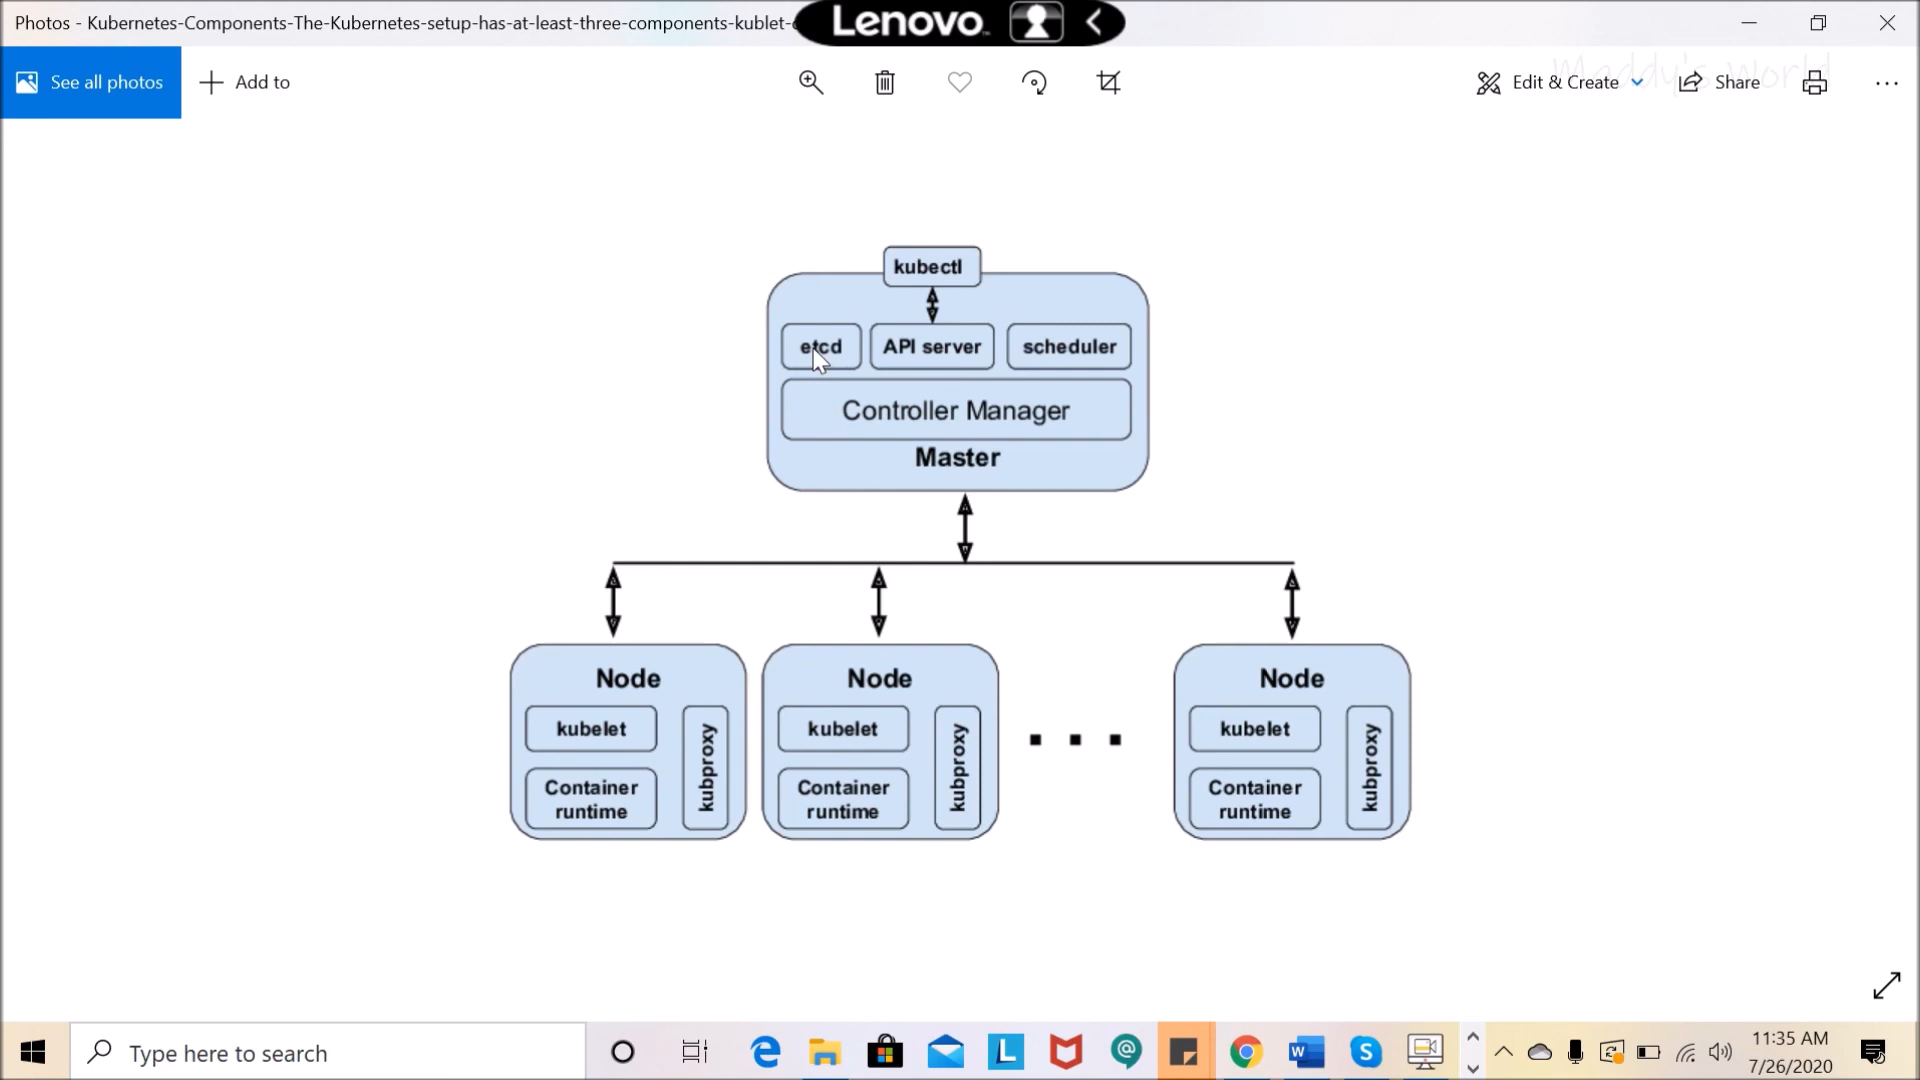 Photos - Kubernetes-Components-The-Kubernetes-setup-has-at-least-three-components-kublet-
Lenovo
See all photos
Add to
Edit & Create
Share
Maddy's World
kubectl
etcd
API server
scheduler
Controller Manager
Master
Node
kubelet
Container
runtime
kubproxy
Node
kubelet
Container
runtime
kubproxy
Node
kubelet
Container
runtime
kubproxy
Type here to search
11:35 AM
7/26/2020